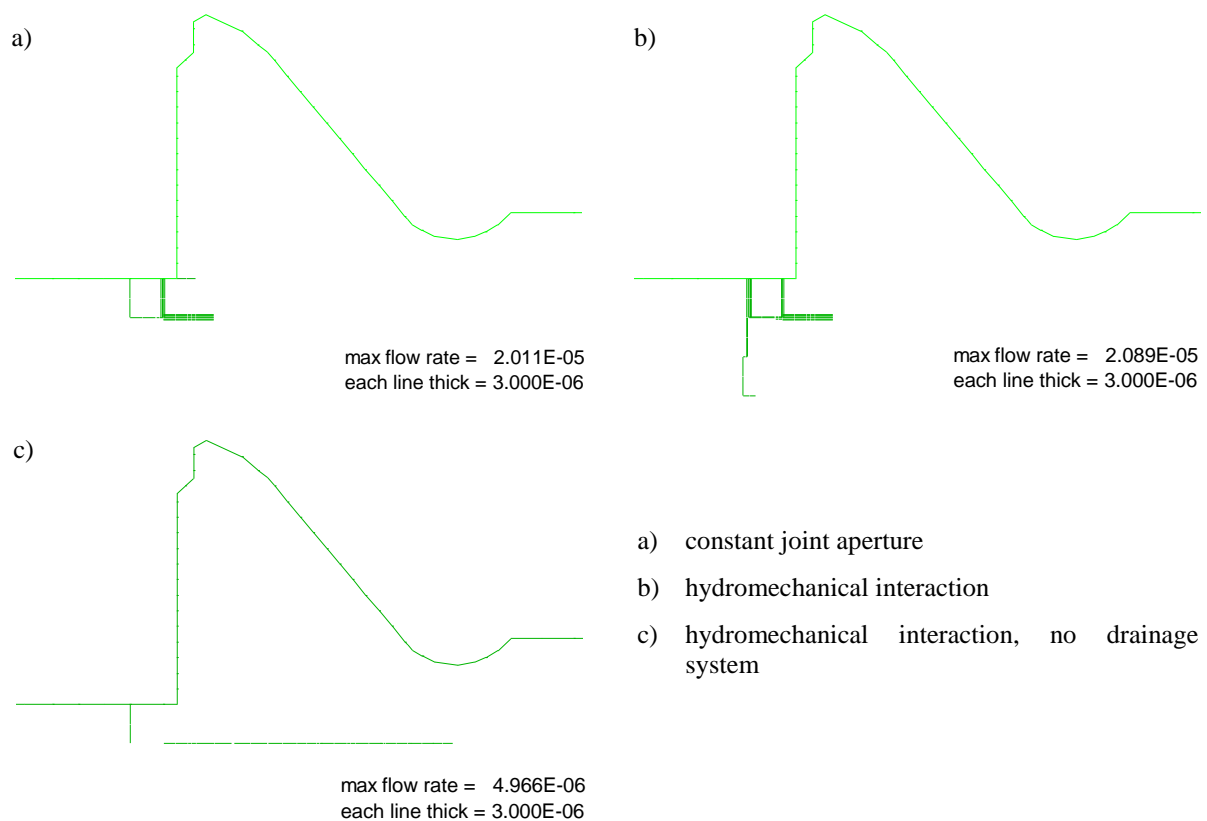 a)
b)
max flow rate = 2.011E-05
each line thick = 3.000E-06
max flow rate = 2.089E-05
each line thick = 3.000E-06
c)
max flow rate = 4.966E-06
each line thick = 3.000E-06
a) constant joint aperture
b) hydromechanical interaction
c) hydromechanical interaction, no drainage
system